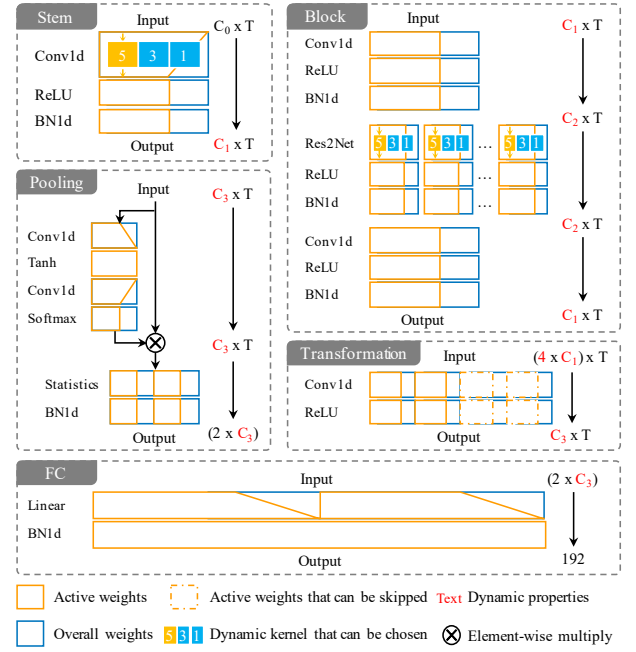 Stem
Input
C0 x T
Conv1d
5 3 1
ReLU
BN1d
Output
C1 x T
Block
Input
C1 x T
Conv1d
ReLU
BN1d
C2 x T
Res2Net
5 3 1 5 3 1 ... 5 3 1
ReLU
...
BN1d
...
C2 x T
Conv1d
ReLU
BN1d
Output
C1 x T
Pooling
Input
C3 x T
Conv1d
Tanh
Conv1d
Softmax
C3 x T
Statistics
BN1d
Output
(2 x C3)
Transformation
Input
(4 x C1) x T
Conv1d
ReLU
Output
C3 x T
FC
Input
(2 x C3)
Linear
BN1d
Output
192
Active weights
Active weights that can be skipped
Text Dynamic properties
Overall weights
5 3 1 Dynamic kernel that can be chosen
Element-wise multiply